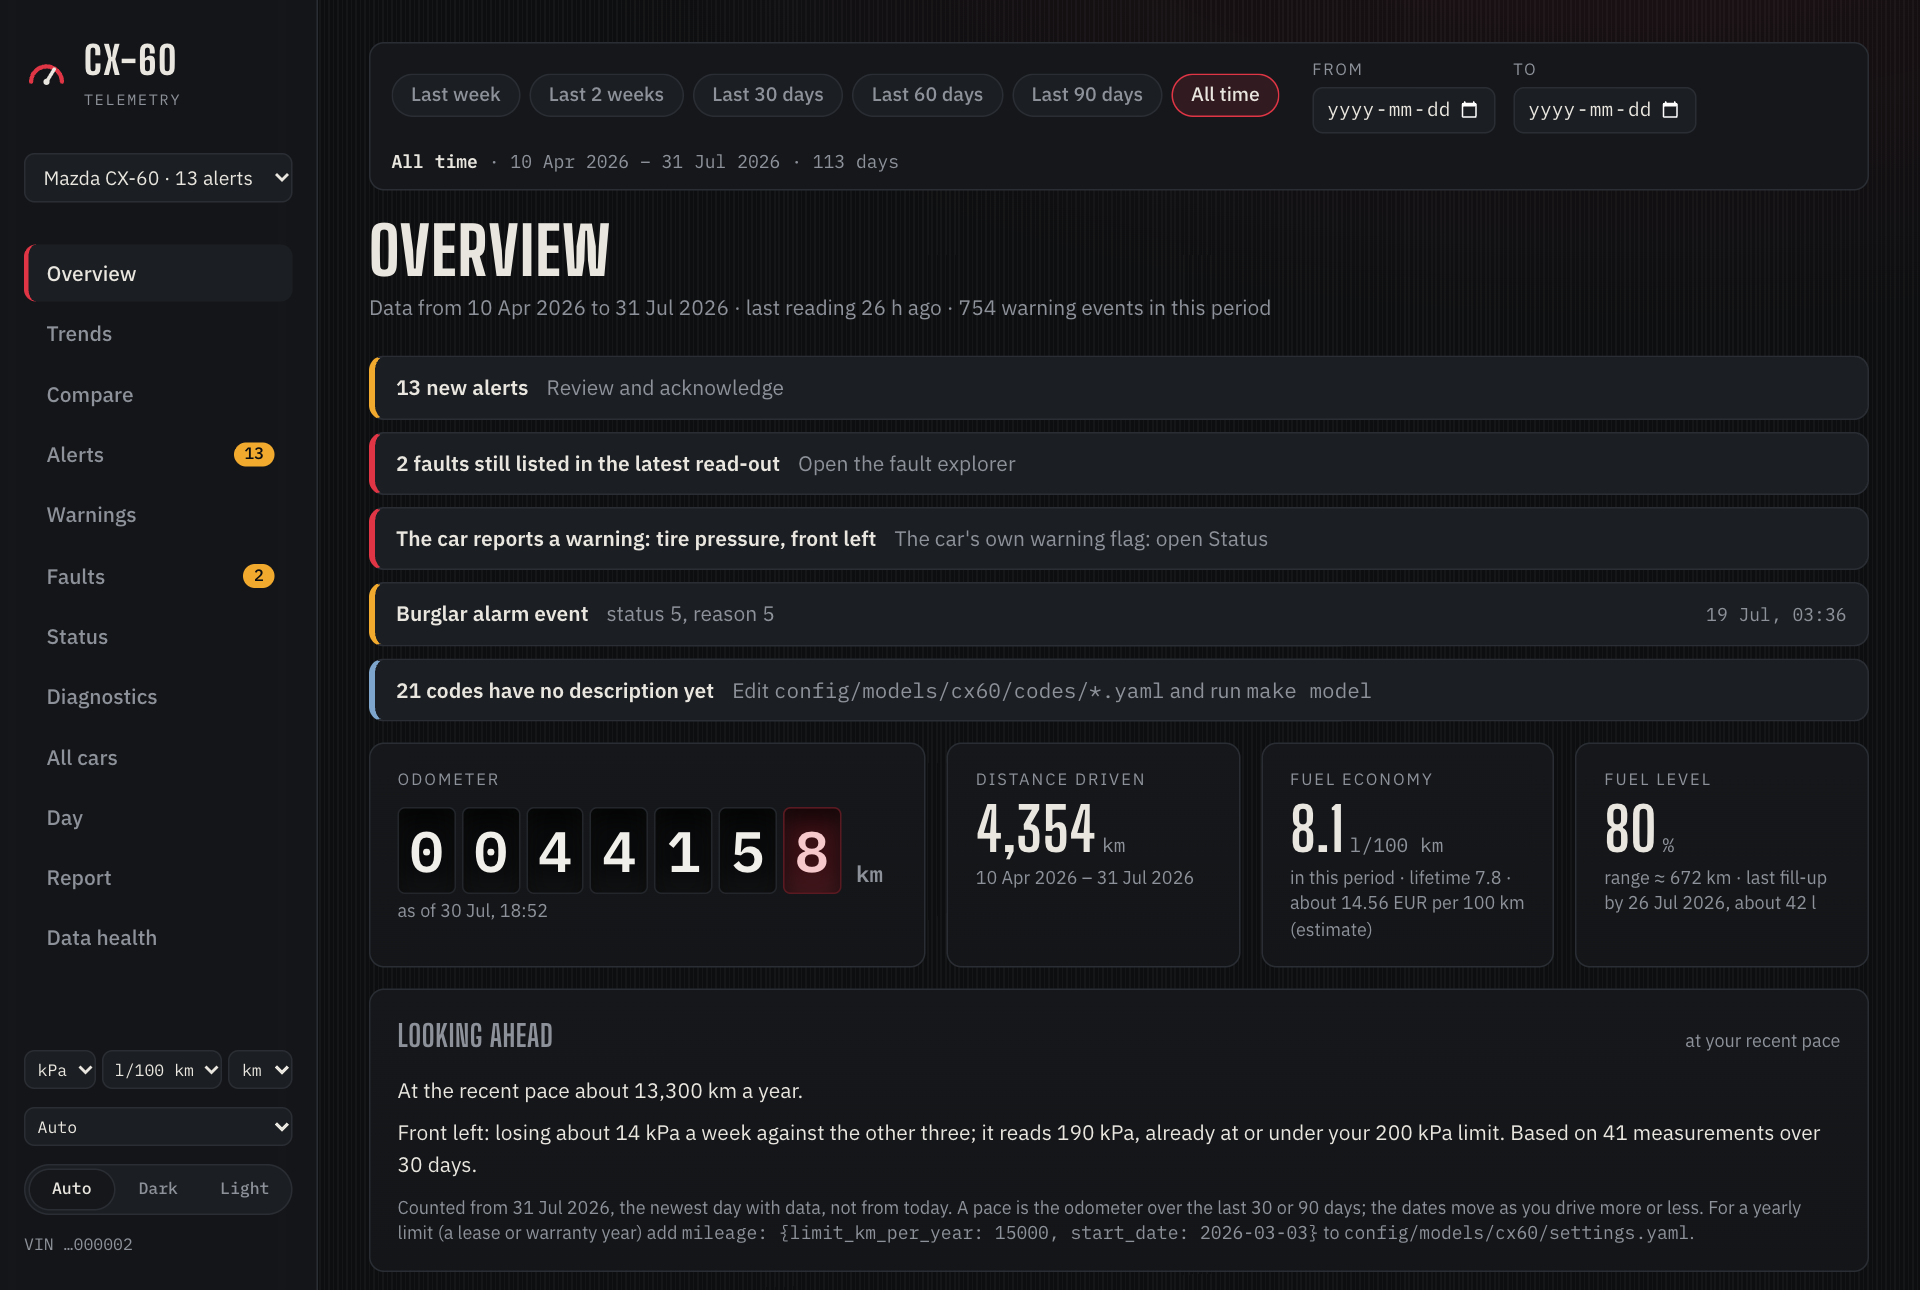 CX-60
TELEMETRY
Mazda CX-60 · 13 alerts
Overview
Trends
Compare
Alerts 13
Warnings
Faults 2
Status
Diagnostics
All cars
Day
Report
Data health
kPa l/100 km km
Auto
Auto Dark Light
VIN …000002
Last week Last 2 weeks Last 30 days Last 60 days Last 90 days All time
FROM TO
yyyy-mm-dd yyyy-mm-dd
All time · 10 Apr 2026 – 31 Jul 2026 · 113 days
OVERVIEW
Data from 10 Apr 2026 to 31 Jul 2026 · last reading 26 h ago · 754 warning events in this period
13 new alerts Review and acknowledge
2 faults still listed in the latest read-out Open the fault explorer
The car reports a warning: tire pressure, front left The car's own warning flag: open Status
Burglar alarm event status 5, reason 5 19 Jul, 03:36
21 codes have no description yet Edit config/models/cx60/codes/*.yaml and run make model
ODOMETER
0 0 4 4 1 5 8 km
as of 30 Jul, 18:52
DISTANCE DRIVEN
4,354 km
10 Apr 2026 – 31 Jul 2026
FUEL ECONOMY
8.1 l/100 km
in this period · lifetime 7.8 ·
about 14.56 EUR per 100 km
(estimate)
FUEL LEVEL
80 %
range ≈ 672 km · last fill-up
by 26 Jul 2026, about 42 l
LOOKING AHEAD
at your recent pace
At the recent pace about 13,300 km a year.
Front left: losing about 14 kPa a week against the other three; it reads 190 kPa, already at or under your 200 kPa limit. Based on 41 measurements over
30 days.
Counted from 31 Jul 2026, the newest day with data, not from today. A pace is the odometer over the last 30 or 90 days; the dates move as you drive more or less. For a yearly
limit (a lease or warranty year) add mileage: {limit_km_per_year: 15000, start_date: 2026-03-03} to config/models/cx60/settings.yaml.